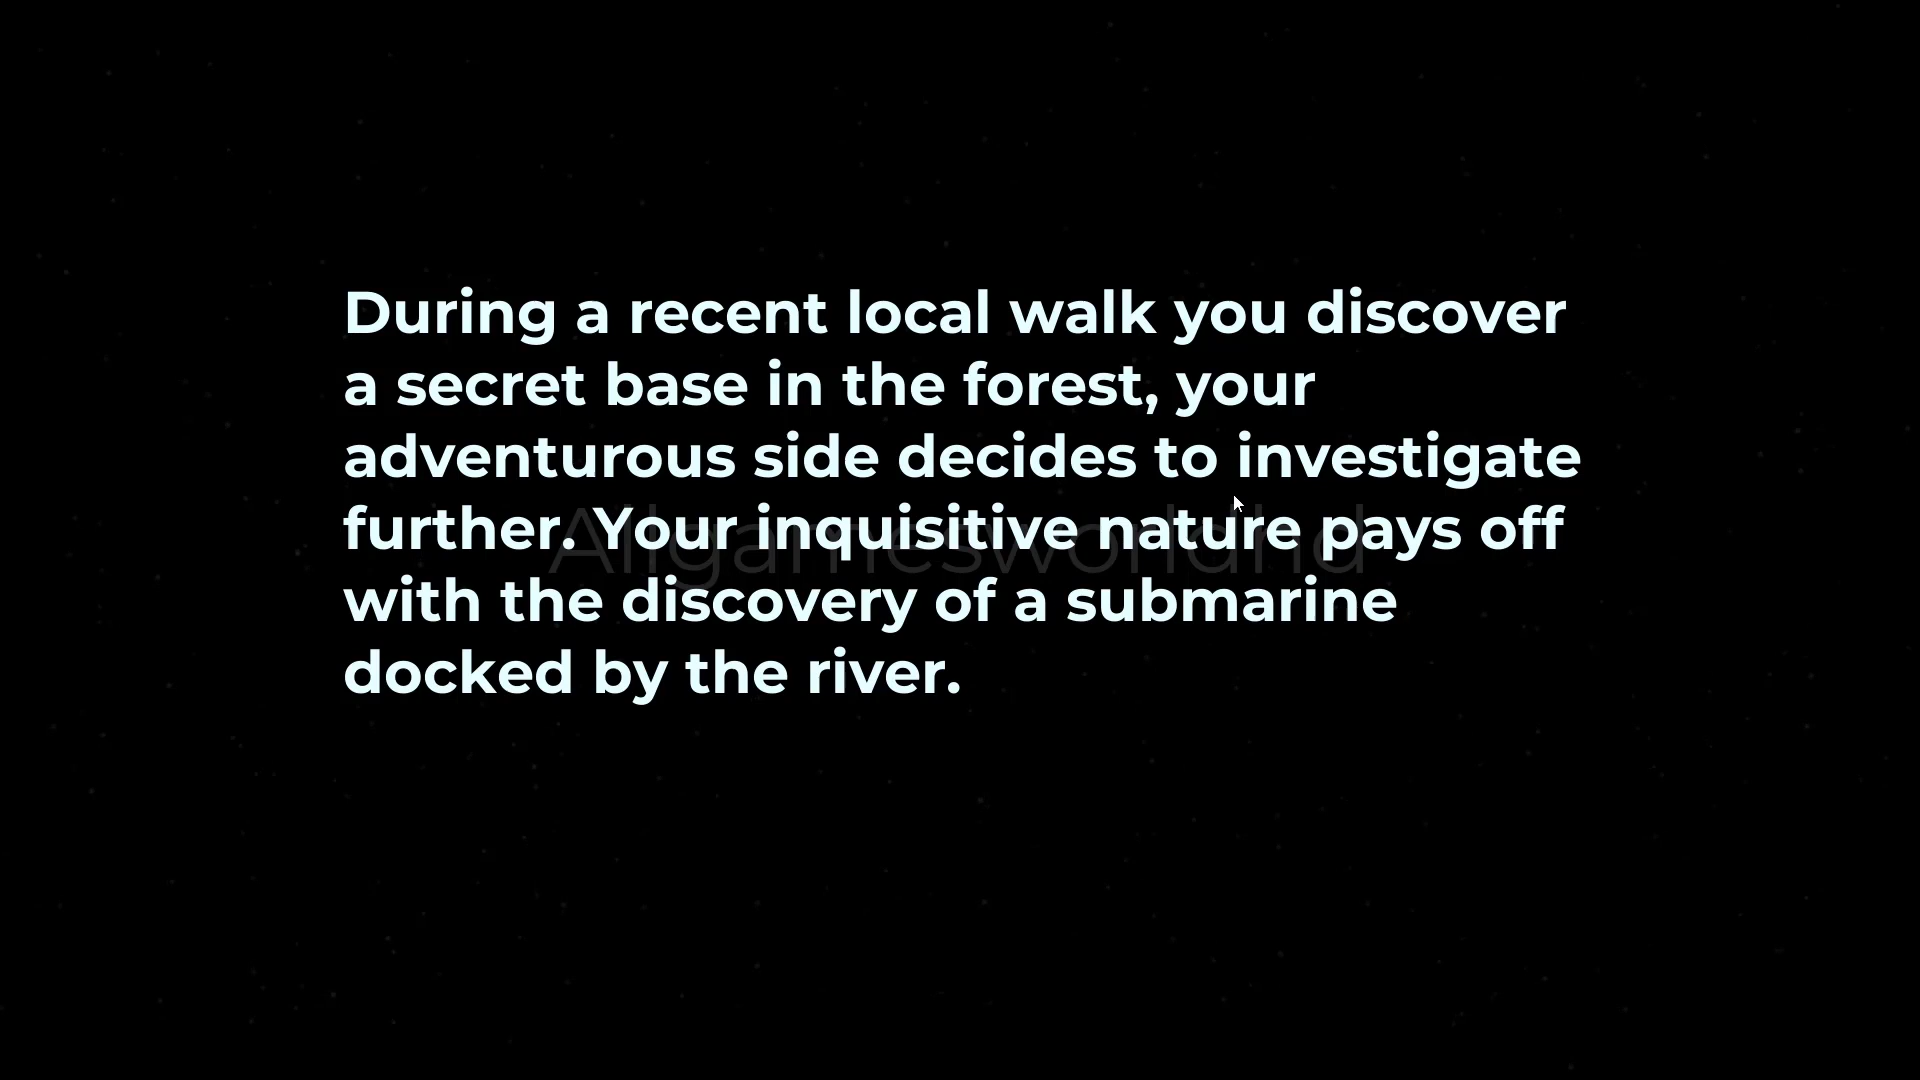 During a recent local walk you discover
a secret base in the forest, your
adventurous side decides to investigate
further. Your inquisitive nature pays off
with the discovery of a submarine
docked by the river.
Allgamesworldhd